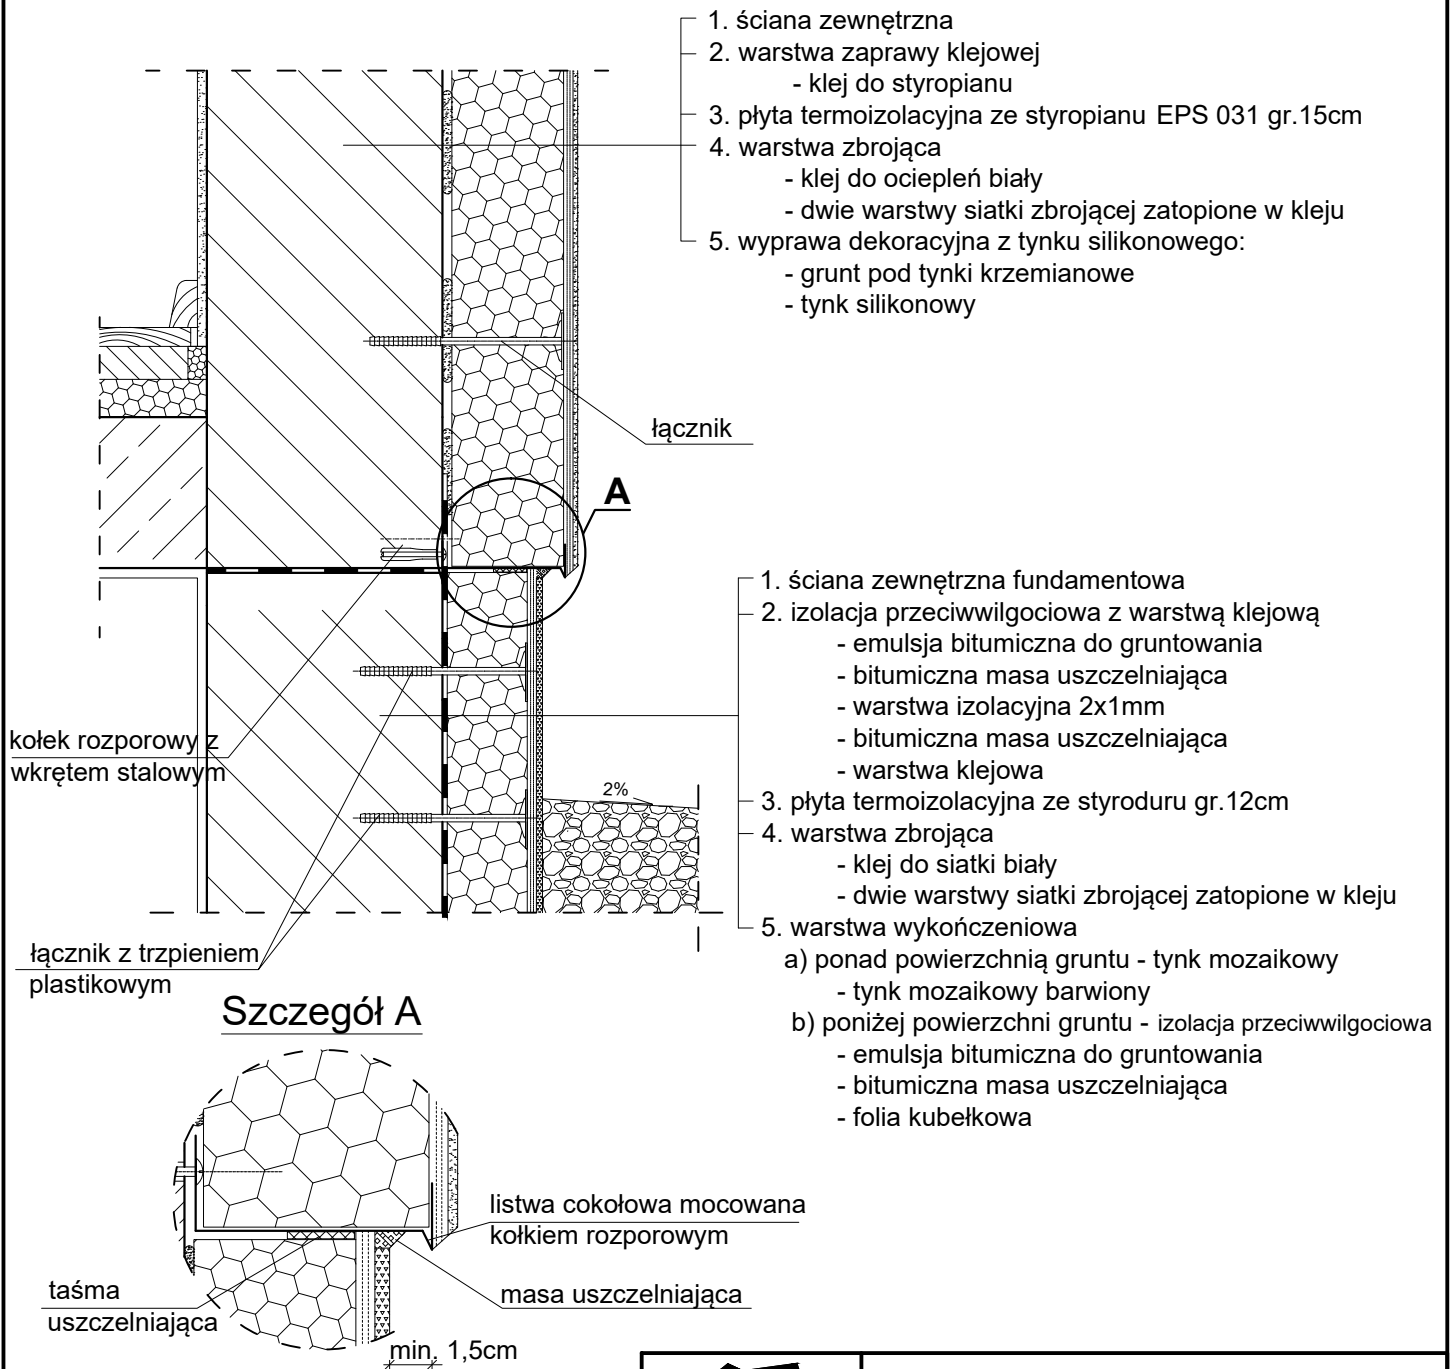 1. ściana zewnętrzna
2. warstwa zaprawy klejowej
- klej do styropianu
3. płyta termoizolacyjna ze styropianu EPS 031 gr.15cm
4. warstwa zbrojąca
- klej do ociepleń biały
- dwie warstwy siatki zbrojącej zatopione w kleju
5. wyprawa dekoracyjna z tynku silikonowego:
- grunt pod tynki krzemianowe
- tynk silikonowy
łącznik
A
1. ściana zewnętrzna fundamentowa
2. izolacja przeciwwilgociowa z warstwą klejową
- emulsja bitumiczna do gruntowania
- bitumiczna masa uszczelniająca
- warstwa izolacyjna 2x1mm
- bitumiczna masa uszczelniająca
- warstwa klejowa
3. płyta termoizolacyjna ze styroduru gr.12cm
4. warstwa zbrojąca
- klej do siatki biały
- dwie warstwy siatki zbrojącej zatopione w kleju
5. warstwa wykończeniowa
a) ponad powierzchnią gruntu - tynk mozaikowy
- tynk mozaikowy barwiony
b) poniżej powierzchni gruntu - izolacja przeciwwilgociowa
- emulsja bitumiczna do gruntowania
- bitumiczna masa uszczelniająca
- folia kubełkowa
kołek rozporowy z
wkrętem stalowym
2%
łącznik z trzpieniem
plastikowym
Szczegół A
listwa cokołowa mocowana
kołkiem rozporowym
taśma
uszczelniająca
masa uszczelniająca
min. 1,5cm